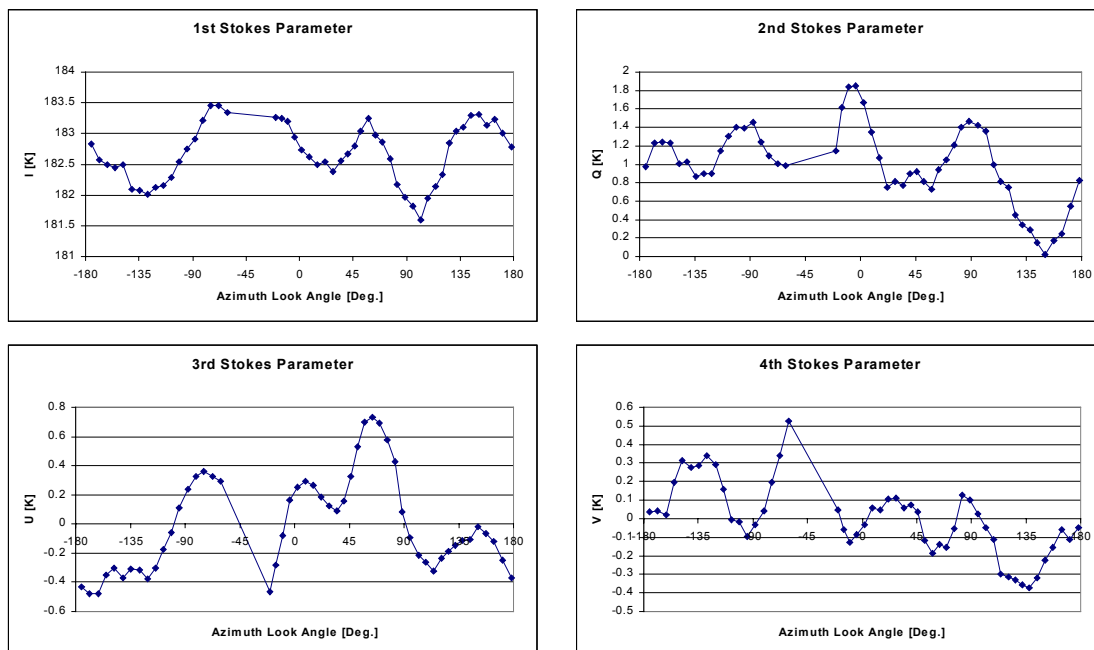 1st Stokes Parameter
184
183.5
183
182.5
182
181.5
181
I [K]
-180 -135 -90 -45 0 45 90 135 180
Azimuth Look Angle [Deg.]
2nd Stokes Parameter
2
1.8
1.6
1.4
1.2
1
0.8
0.6
0.4
0.2
0
Q [K]
-180 -135 -90 -45 0 45 90 135 180
Azimuth Look Angle [Deg.]
3rd Stokes Parameter
0.8
0.6
0.4
0.2
0
-0.2
-0.4
-0.6
U [K]
-180 -135 -90 -45 0 45 90 135 180
Azimuth Look Angle [Deg.]
4th Stokes Parameter
0.6
0.5
0.4
0.3
0.2
0.1
0
-0.1
-0.2
-0.3
-0.4
-0.5
V [K]
-180 -135 -90 -45 0 45 90 135 180
Azimuth Look Angle [Deg.]